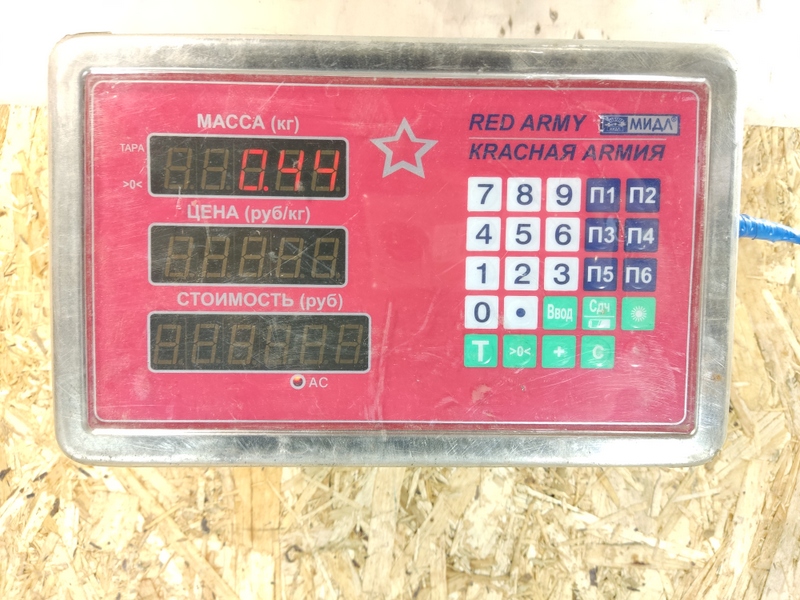 МАССА (кг)
ТАРА
>0<
0.44
ЦЕНА (руб/кг)
СТОИМОСТЬ (руб)
AC
RED ARMY МИДЛ
КRАСНАЯ АRМИЯ
7 8 9 П1 П2
4 5 6 П3 П4
1 2 3 П5 П6
0 • Ввод Сдч
T >0< + C